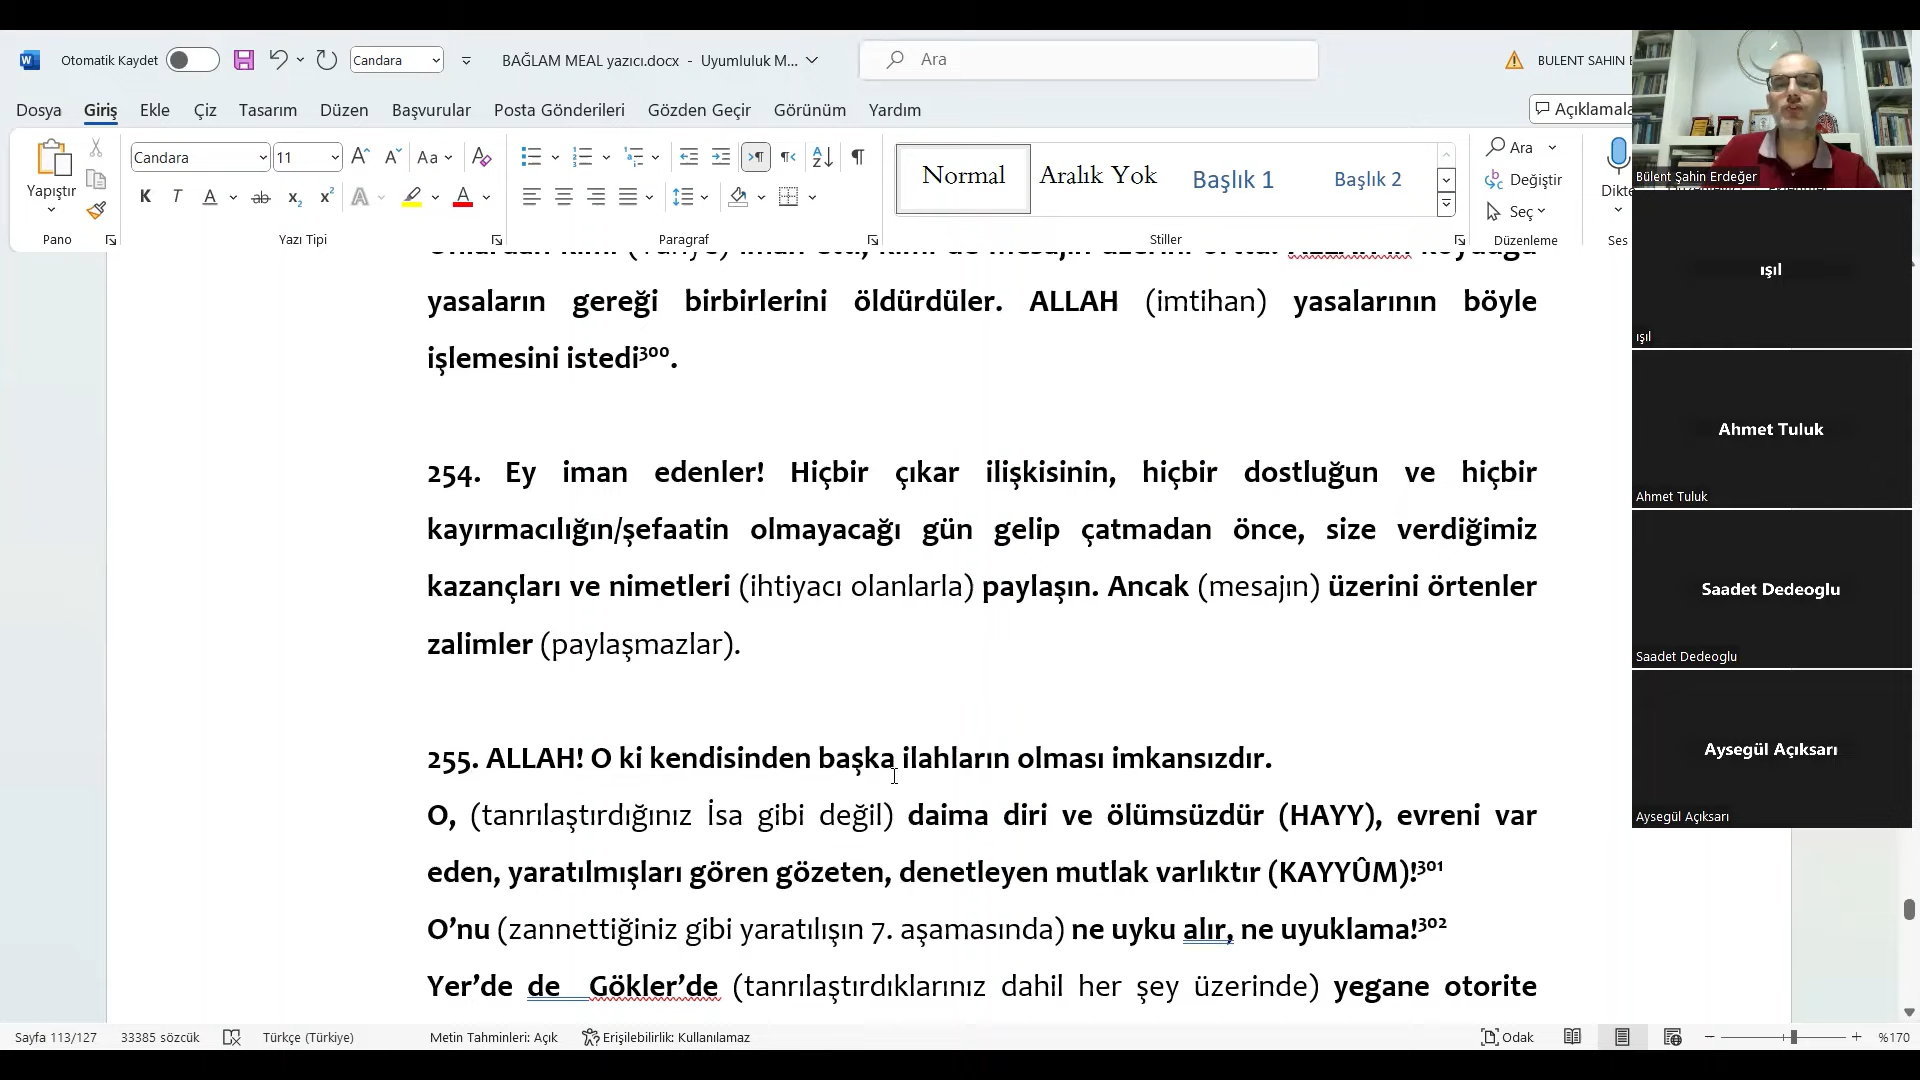 Otomatik Kaydet
Candara
BAĞLAM MEAL yazıcı.docx - Uyumluluk M...
Ara
BULENT SAHIN E
Dosya Giriş Ekle Çiz Tasarım Düzen Başvurular Posta Gönderileri Gözden Geçir Görünüm Yardım
Açıklamala
Yapıştır
Candara 11
Normal
Aralık Yok
Başlık 1
Başlık 2
Ara
Değiştir
Seç
Dikte
Pano
Yazı Tipi
Paragraf
Stiller
Düzenleme
Ses
yasaların gereği birbirlerini öldürdüler. ALLAH (imtihan) yasalarının böyle
işlemesini istedi³⁰⁰.
254. Ey iman edenler! Hiçbir çıkar ilişkisinin, hiçbir dostluğun ve hiçbir
kayırmacılığın/şefaatin olmayacağı gün gelip çatmadan önce, size verdiğimiz
kazançları ve nimetleri (ihtiyacı olanlarla) paylaşın. Ancak (mesajın) üzerini örtenler
zalimler (paylaşmazlar).
255. ALLAH! O ki kendisinden başka ilahların olması imkansızdır.
O, (tanrılaştırdığınız İsa gibi değil) daima diri ve ölümsüzdür (HAYY), evreni var
eden, yaratılmışları gören gözeten, denetleyen mutlak varlıktır (KAYYÛM)!³⁰¹
O’nu (zannettiğiniz gibi yaratılışın 7. aşamasında) ne uyku alır, ne uyuklama!³⁰²
Yer’de de Gökler’de (tanrılaştırdıklarınız dahil her şey üzerinde) yegane otorite
Sayfa 113/127
33385 sözcük
Türkçe (Türkiye)
Metin Tahminleri: Açık
Erişilebilirlik: Kullanılamaz
Odak
%170
Bülent Şahin Erdeğer
ışıl
ışıl
Ahmet Tuluk
Ahmet Tuluk
Saadet Dedeoglu
Saadet Dedeoglu
Aysegül Açıksarı
Aysegül Açıksarı